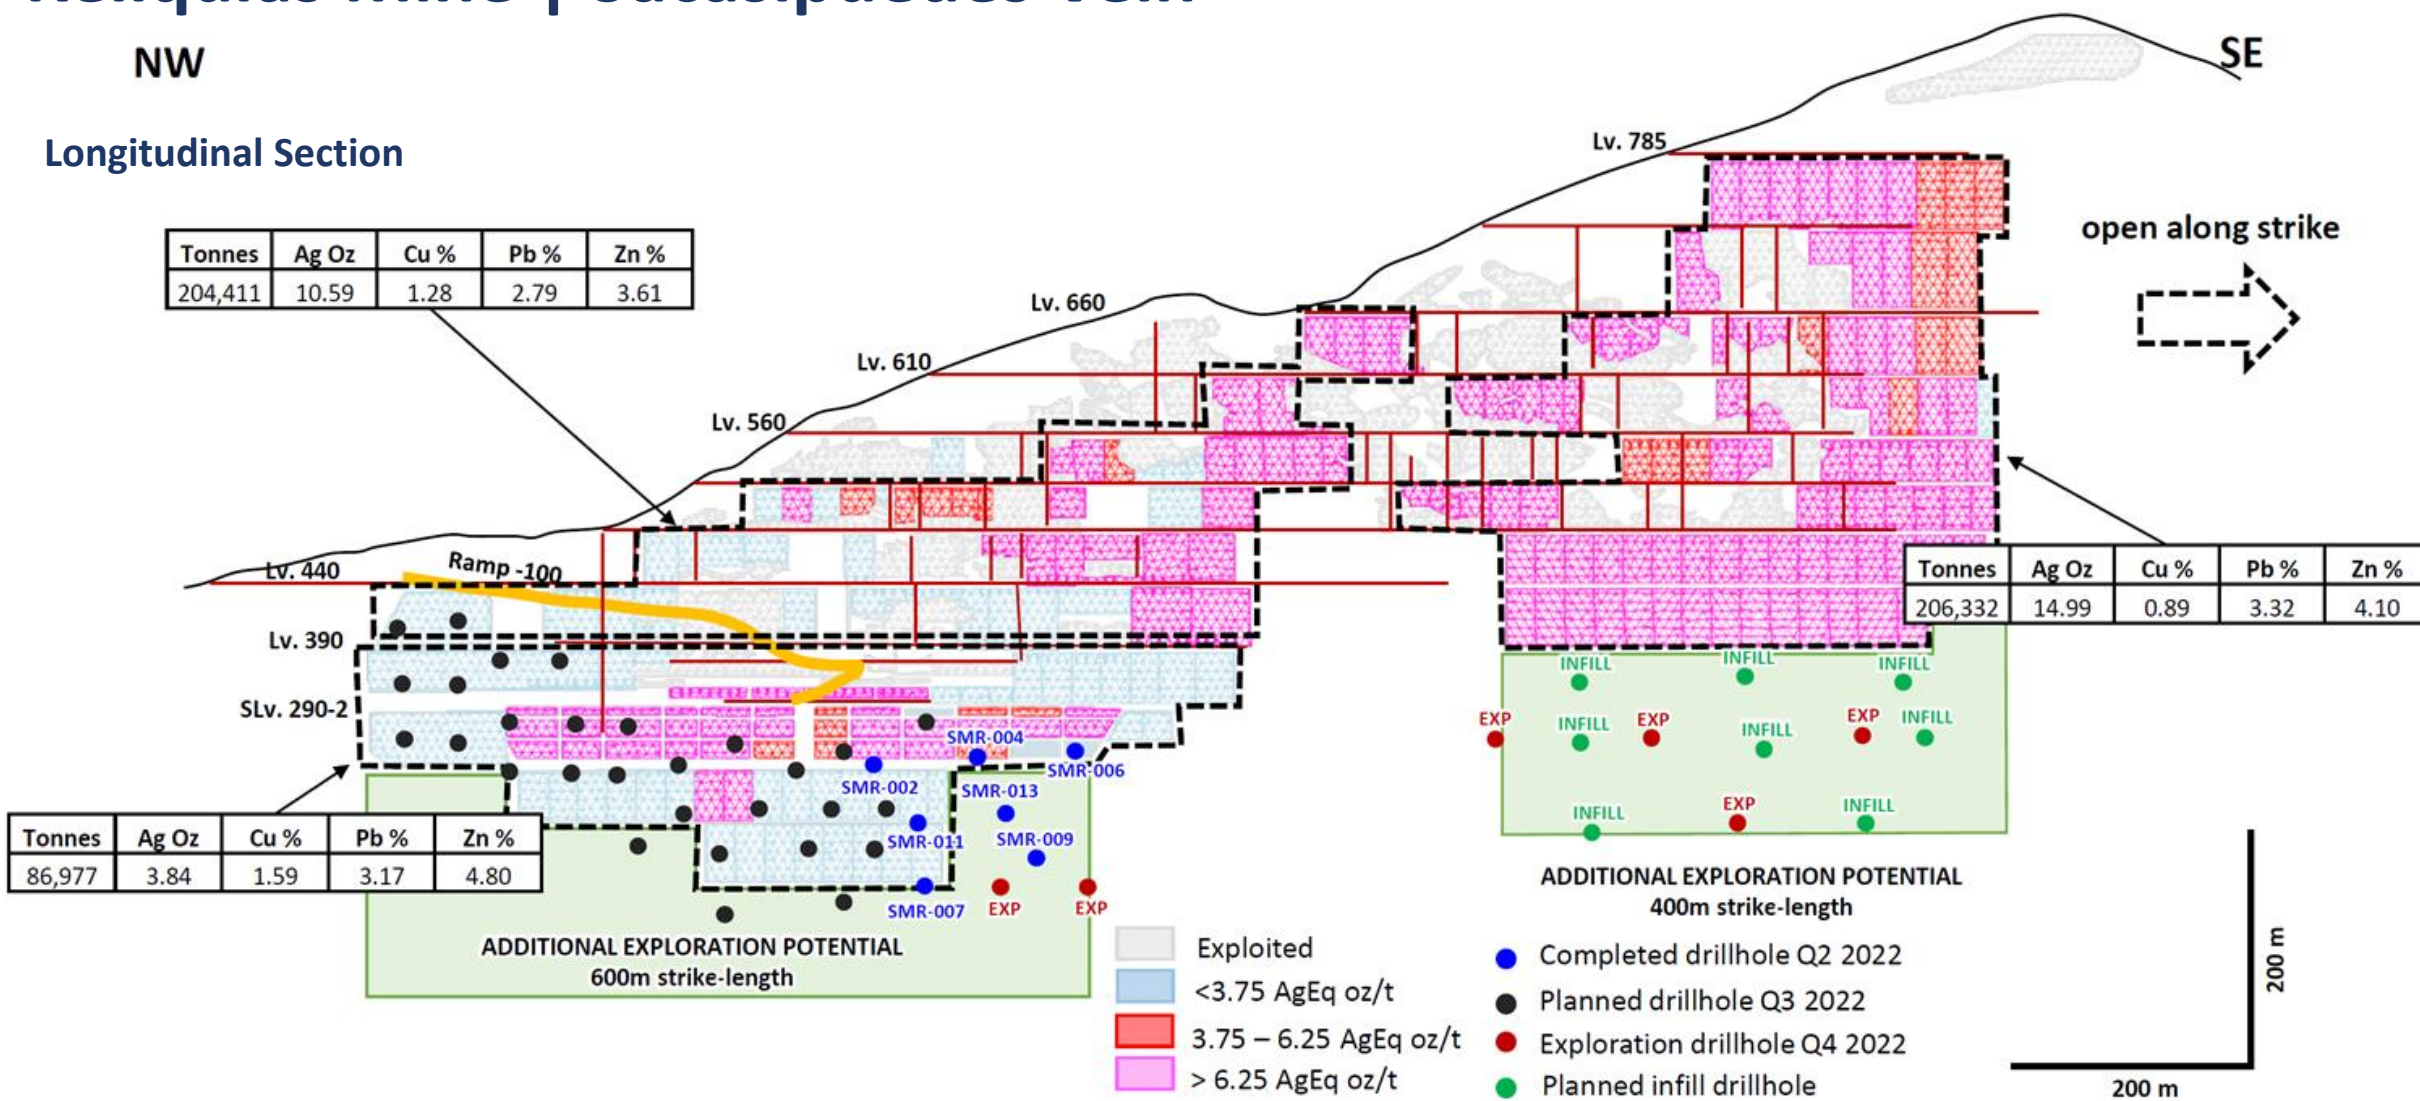 NW
SE
Longitudinal Section
Lv. 785
open along strike
Tonnes Ag Oz Cu % Pb % Zn %
204,411 10.59 1.28 2.79 3.61
Lv. 660
Lv. 610
Lv. 560
Ramp -100
Lv. 440
Tonnes Ag Oz Cu % Pb % Zn %
206,332 14.99 0.89 3.32 4.10
Lv. 390
INFILL
INFILL
INFILL
SLv. 290-2
EXP
INFILL
EXP
INFILL
EXP
INFILL
SMR-004
SMR-006
SMR-002
SMR-013
INFILL
EXP
INFILL
Tonnes Ag Oz Cu % Pb % Zn %
86,977 3.84 1.59 3.17 4.80
SMR-011
SMR-009
SMR-007
EXP
EXP
ADDITIONAL EXPLORATION POTENTIAL
400m strike-length
ADDITIONAL EXPLORATION POTENTIAL
600m strike-length
Exploited
<3.75 AgEq oz/t
3.75 – 6.25 AgEq oz/t
> 6.25 AgEq oz/t
Completed drillhole Q2 2022
Planned drillhole Q3 2022
Exploration drillhole Q4 2022
Planned infill drillhole
200 m
200 m